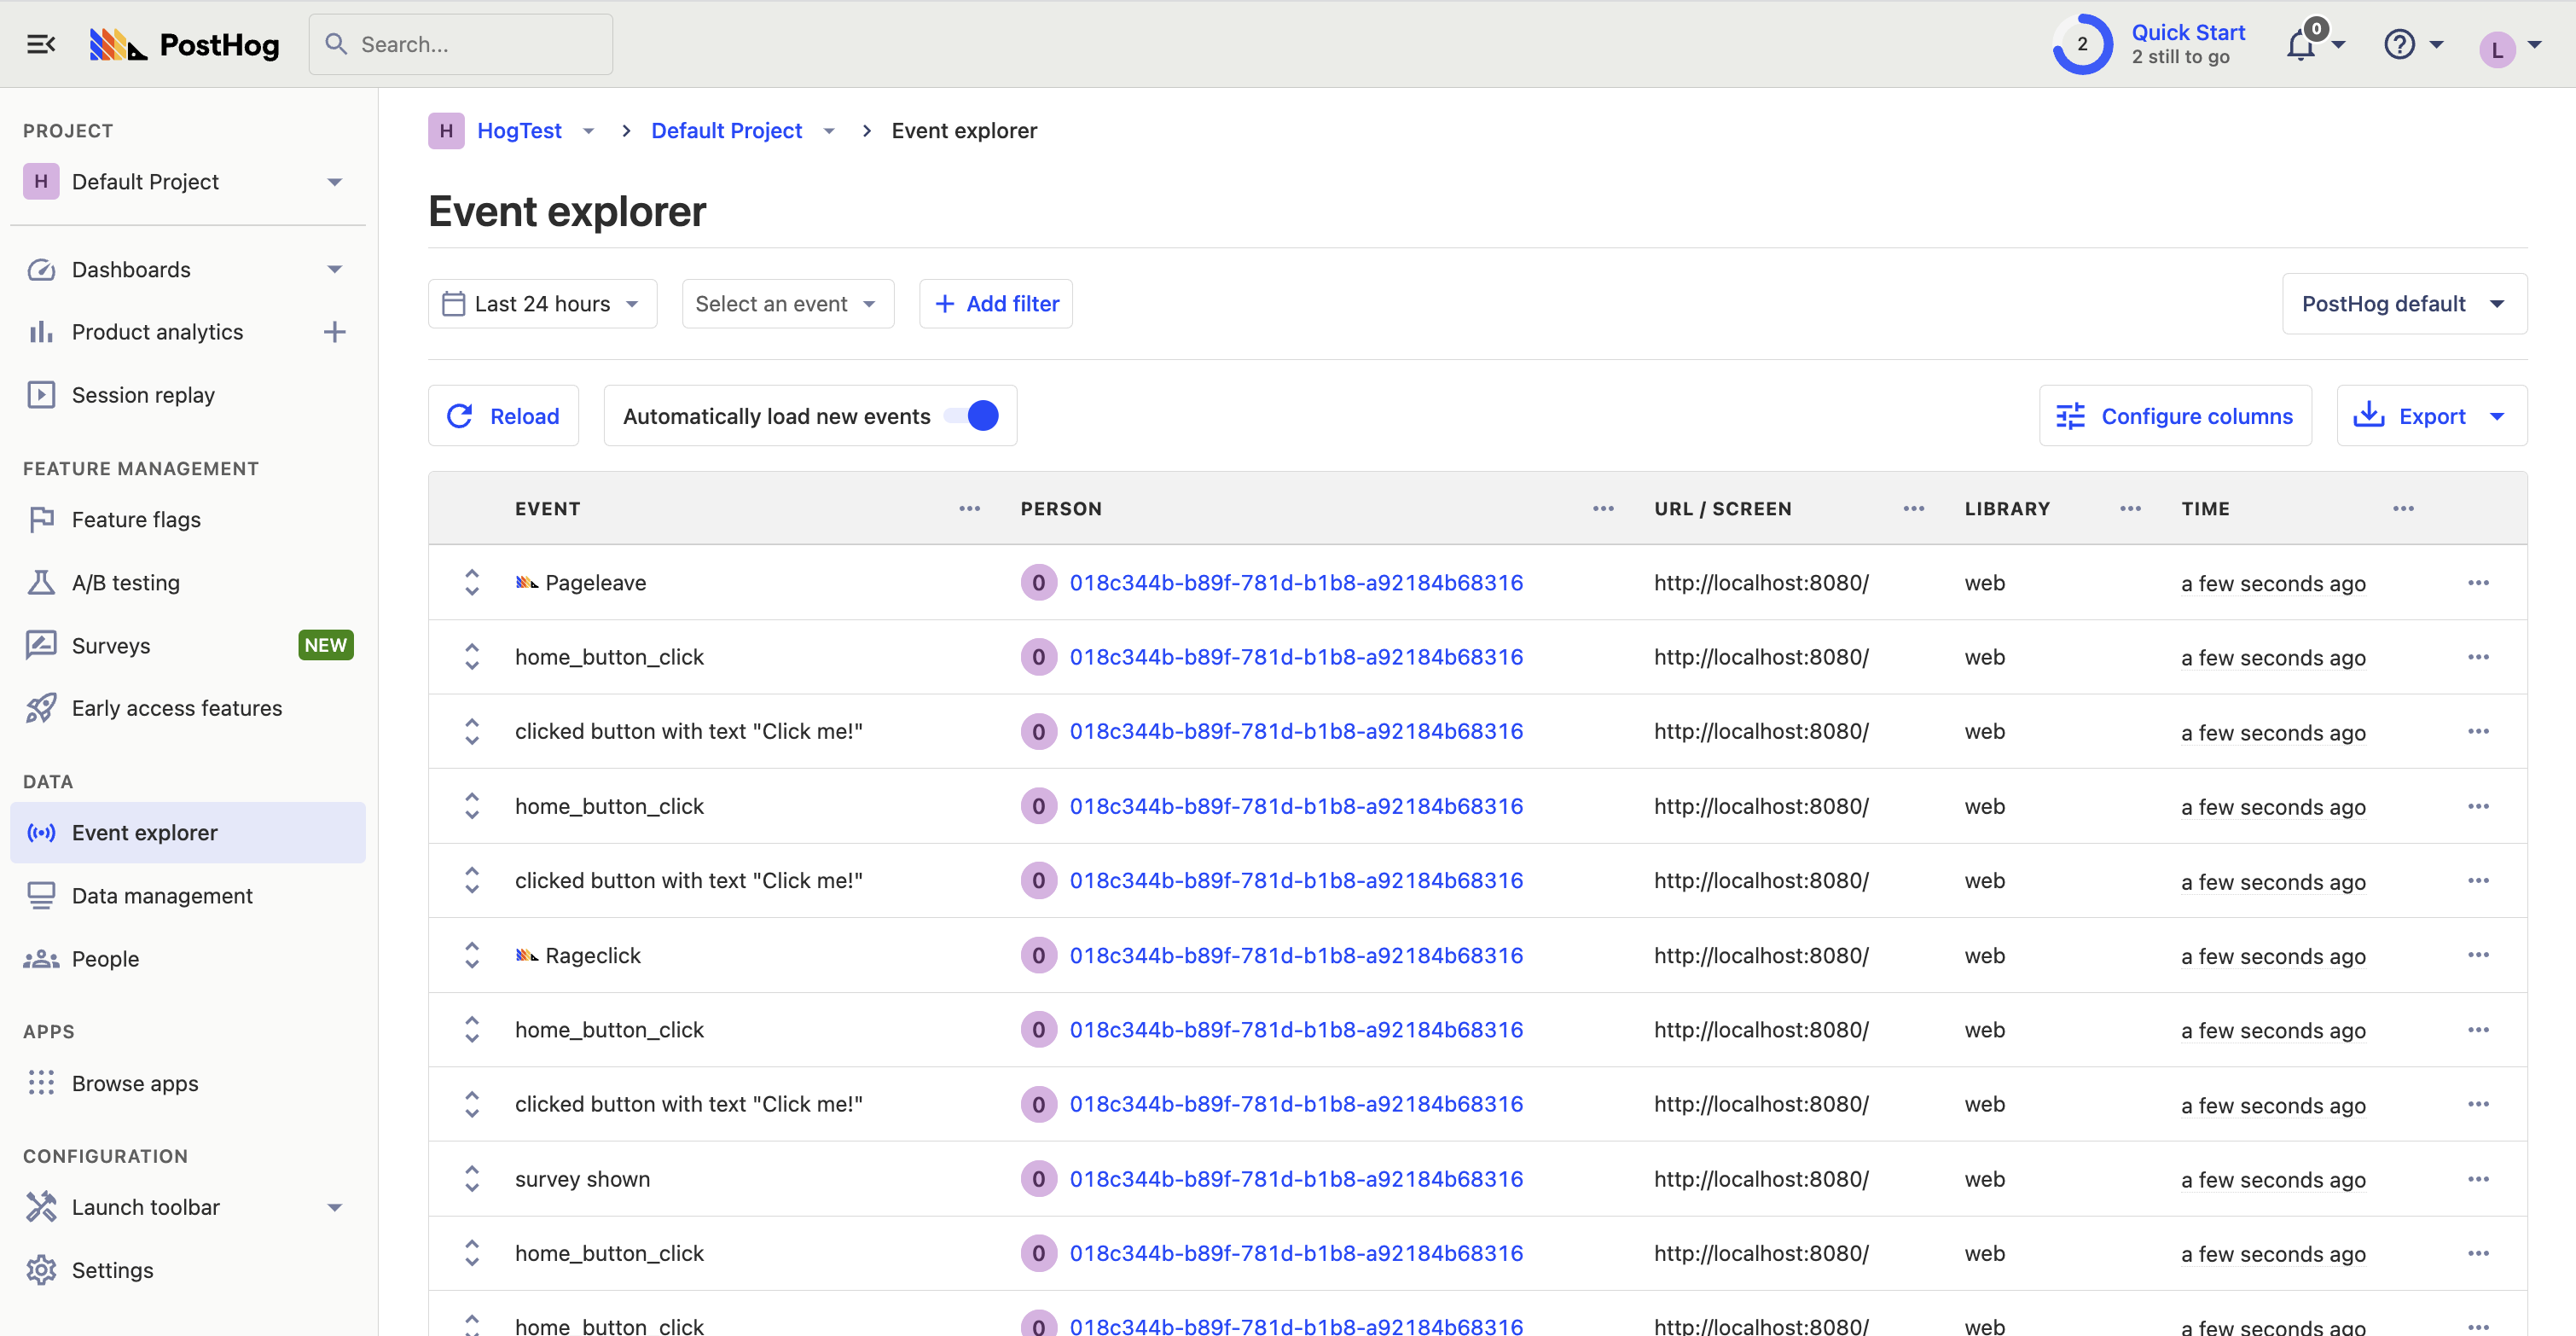 PostHog
Search...
2
Quick Start
2 still to go
0
L
PROJECT
H Default Project
Dashboards
Product analytics
Session replay
FEATURE MANAGEMENT
Feature flags
A/B testing
Surveys NEW
Early access features
DATA
Event explorer
Data management
People
APPS
Browse apps
CONFIGURATION
Launch toolbar
Settings
H HogTest > Default Project > Event explorer
Event explorer
Last 24 hours Select an event Add filter PostHog default
Reload Automatically load new events Configure columns Export
EVENT PERSON URL / SCREEN LIBRARY TIME
Pageleave 0 018c344b-b89f-781d-b1b8-a92184b68316 http://localhost:8080/ web a few seconds ago
home_button_click 0 018c344b-b89f-781d-b1b8-a92184b68316 http://localhost:8080/ web a few seconds ago
clicked button with text "Click me!" 0 018c344b-b89f-781d-b1b8-a92184b68316 http://localhost:8080/ web a few seconds ago
home_button_click 0 018c344b-b89f-781d-b1b8-a92184b68316 http://localhost:8080/ web a few seconds ago
clicked button with text "Click me!" 0 018c344b-b89f-781d-b1b8-a92184b68316 http://localhost:8080/ web a few seconds ago
Rageclick 0 018c344b-b89f-781d-b1b8-a92184b68316 http://localhost:8080/ web a few seconds ago
home_button_click 0 018c344b-b89f-781d-b1b8-a92184b68316 http://localhost:8080/ web a few seconds ago
clicked button with text "Click me!" 0 018c344b-b89f-781d-b1b8-a92184b68316 http://localhost:8080/ web a few seconds ago
survey shown 0 018c344b-b89f-781d-b1b8-a92184b68316 http://localhost:8080/ web a few seconds ago
home_button_click 0 018c344b-b89f-781d-b1b8-a92184b68316 http://localhost:8080/ web a few seconds ago
home_button_click 0 018c344b-b89f-781d-b1b8-a92184b68316 http://localhost:8080/ web a few seconds ago